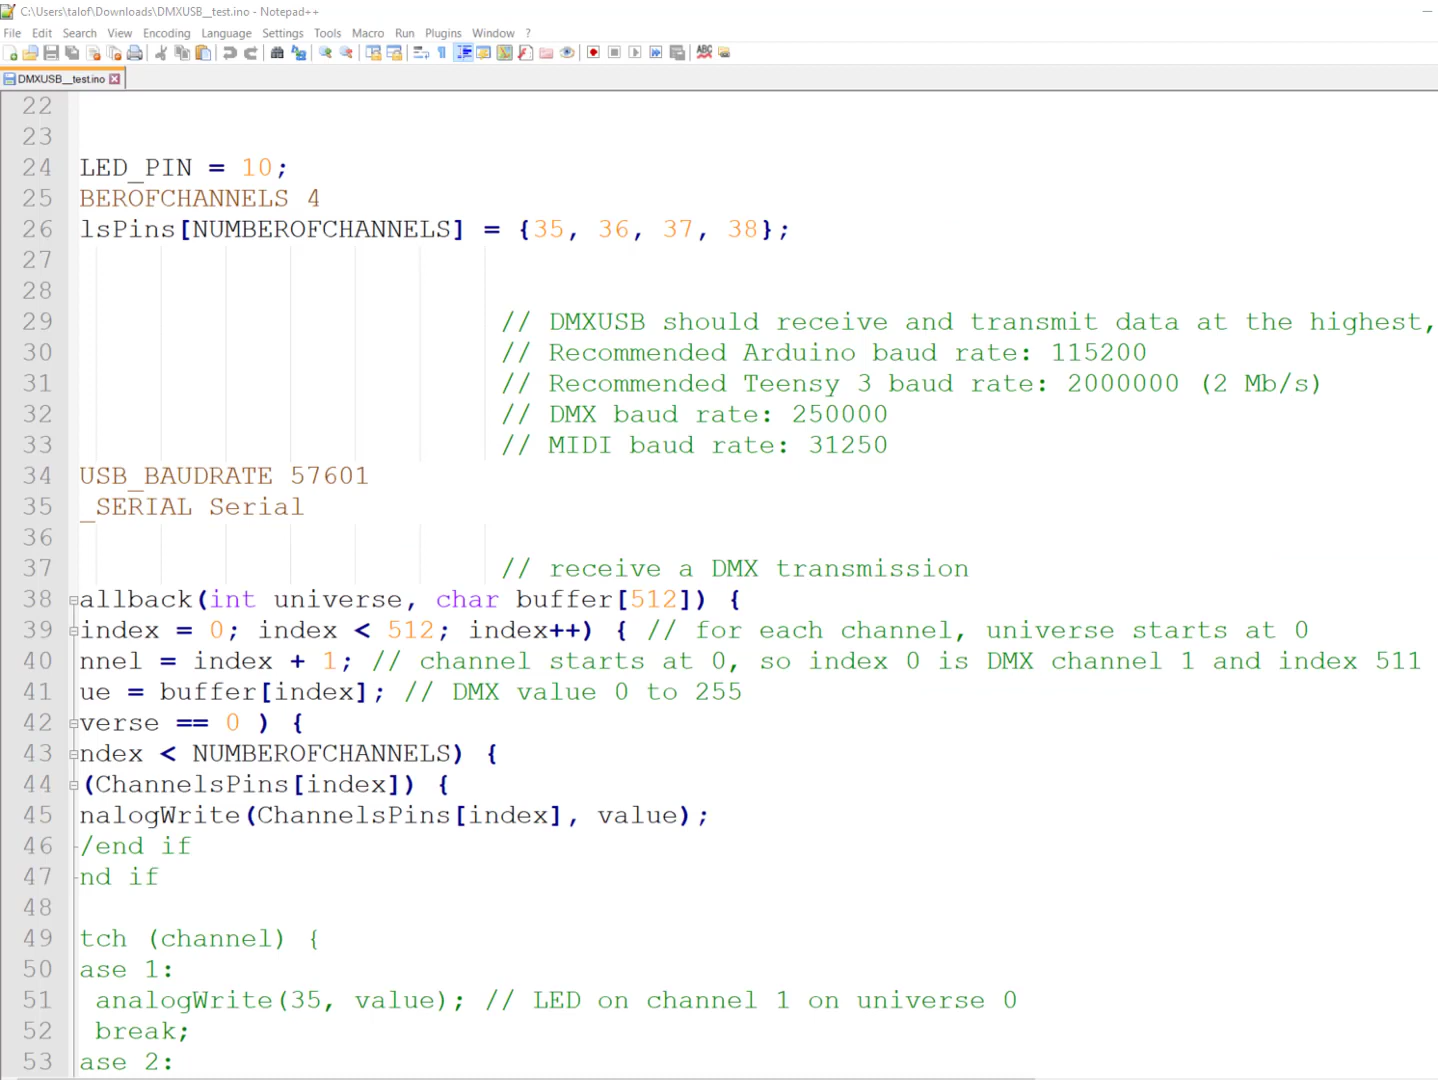 C:\Users\talof\Downloads\DMXUSB__test.ino - Notepad++
File Edit Search View Encoding Language Settings Tools Macro Run Plugins Window ?
DMXUSB__test.ino
22
23
24 LED_PIN = 10;
25 BEROFCHANNELS 4
26 lsPins[NUMBEROFCHANNELS] = {35, 36, 37, 38};
27
28
29 // DMXUSB should receive and transmit data at the highest,
30 // Recommended Arduino baud rate: 115200
31 // Recommended Teensy 3 baud rate: 2000000 (2 Mb/s)
32 // DMX baud rate: 250000
33 // MIDI baud rate: 31250
34 USB_BAUDRATE 57601
35 _SERIAL Serial
36
37 // receive a DMX transmission
38 allback(int universe, char buffer[512]) {
39 index = 0; index < 512; index++) { // for each channel, universe starts at 0
40 nnel = index + 1; // channel starts at 0, so index 0 is DMX channel 1 and index 511
41 ue = buffer[index]; // DMX value 0 to 255
42 verse == 0 ) {
43 ndex < NUMBEROFCHANNELS) {
44 (ChannelsPins[index]) {
45 nalogWrite(ChannelsPins[index], value);
46 /end if
47 nd if
48
49 tch (channel) {
50 ase 1:
51 analogWrite(35, value); // LED on channel 1 on universe 0
52 break;
53 ase 2: